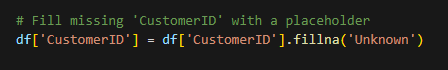 # Fill missing 'CustomerID' with a placeholder
df['CustomerID'] = df['CustomerID'].fillna('Unknown')